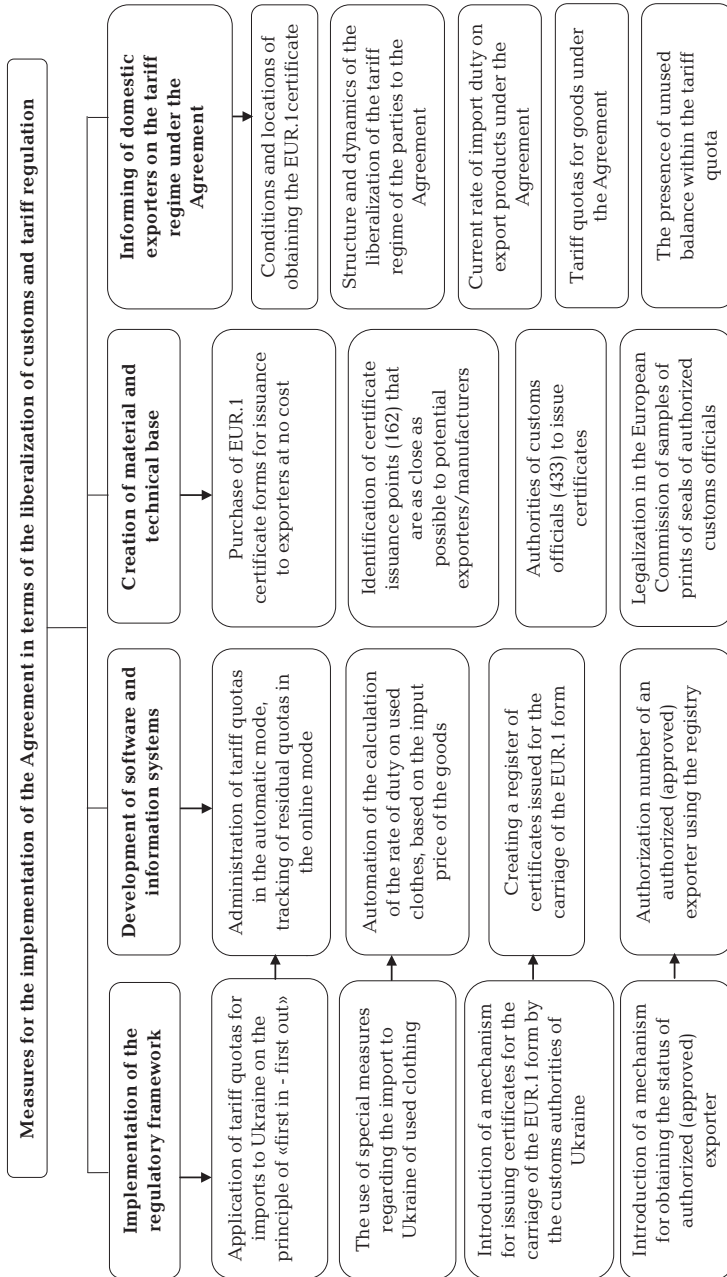 Measures for the implementation of the Agreement in terms of the liberalization of customs and tariff regulation
Implementation of the
regulatory framework
Application of tariff quotas for
imports to Ukraine on the
principle of «first in - first out»
The use of special measures
regarding the import to
Ukraine of used clothing
Introduction of a mechanism
for issuing certificates for the
carriage of the EUR.1 form by
the customs authorities of
Ukraine
Introduction of a mechanism
for obtaining the status of
authorized (approved)
exporter
Development of software and
information systems
Administration of tariff quotas
in the automatic mode,
tracking of residual quotas in
the online mode
Automation of the calculation
of the rate of duty on used
clothes, based on the input
price of the goods
Creating a register of
certificates issued for the
carriage of the EUR.1 form
Authorization number of an
authorized (approved)
exporter using the registry
Creation of material and
technical base
Purchase of EUR.1
certificate forms for issuance
to exporters at no cost
Identification of certificate
issuance points (162) that
are as close as
possible to potential
exporters/manufacturers
Authorities of customs
officials (433) to issue
certificates
Legalization in the European
Commission of samples of
prints of seals of authorized
customs officials
Informing of domestic
exporters on the tariff
regime under the
Agreement
Conditions and locations of
obtaining the EUR.1certificate
Structure and dynamics of the
liberalization of the tariff
regime of the parties to the
Agreement
Current rate of import duty on
export products under the
Agreement
Tariff quotas for goods under
the Agreement
The presence of unused
balance within the tariff
quota